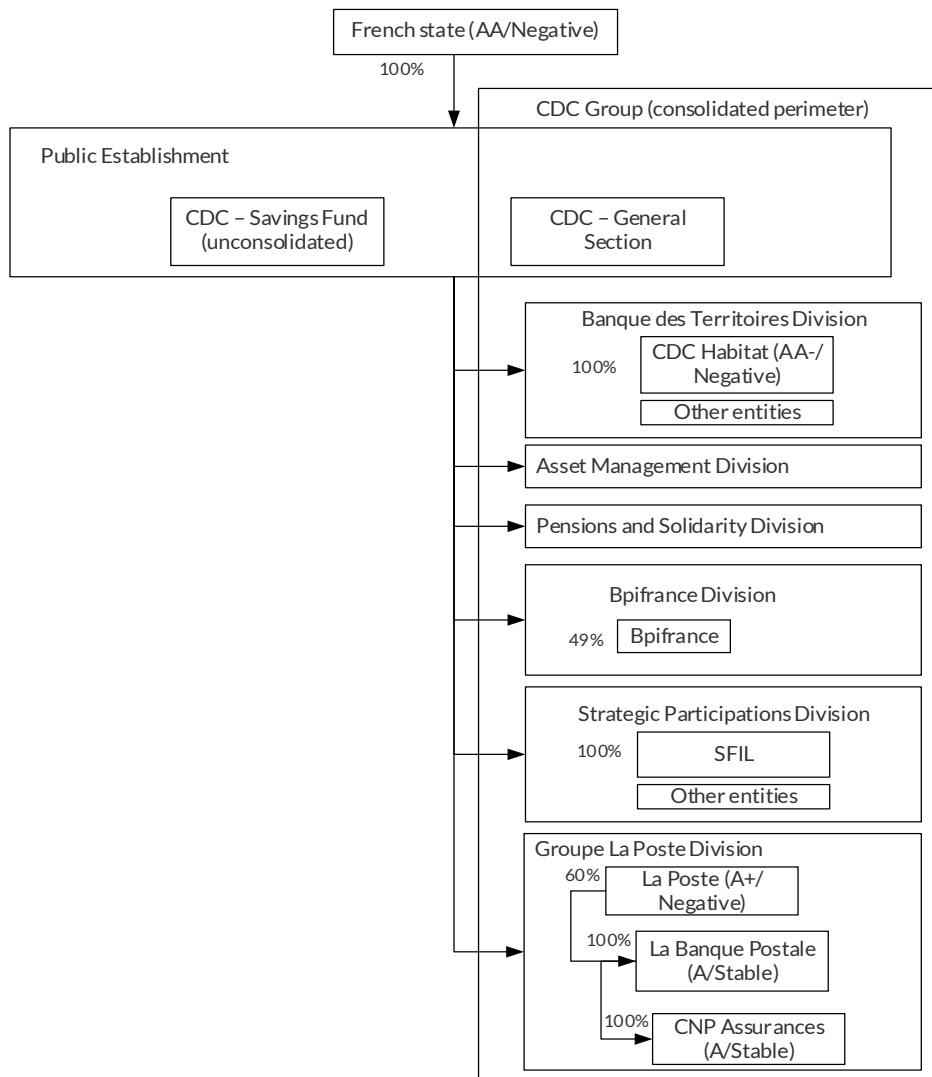 French state (AA/Negative)
100%
CDC Group (consolidated perimeter)
Public Establishment
CDC – Savings Fund
(unconsolidated)
CDC – General
Section
Banque des Territoires Division
100%
CDC Habitat (AA-/
Negative)
Other entities
Asset Management Division
Pensions and Solidarity Division
Bpifrance Division
49%
Bpifrance
Strategic Participations Division
100%
SFIL
Other entities
Groupe La Poste Division
60%
La Poste (A+/
Negative)
100%
La Banque Postale
(A/Stable)
100%
CNP Assurances
(A/Stable)